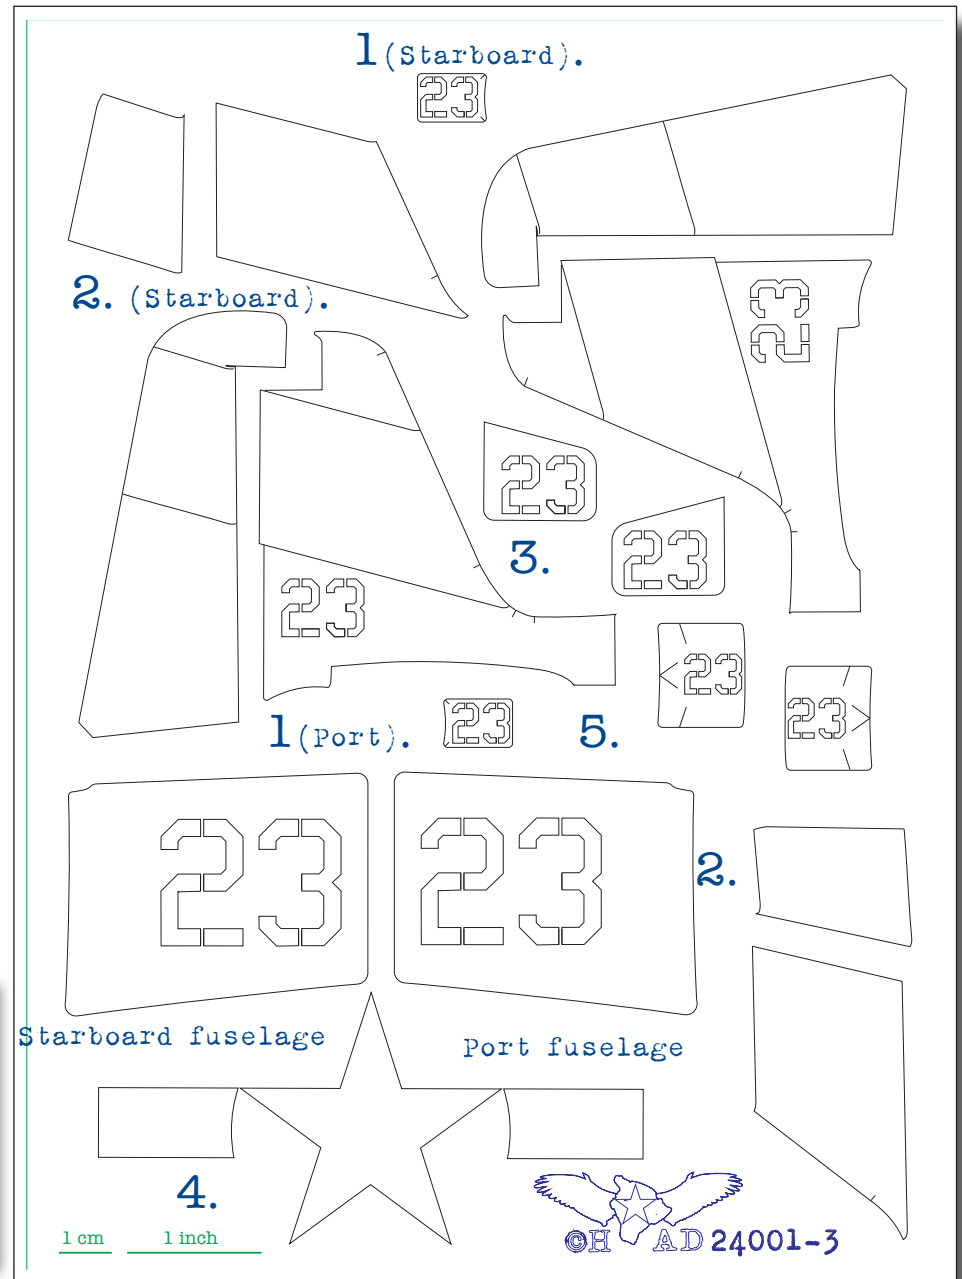 1(Starboard).
23
23
2. (Starboard).
23
3.
23
23
23
23
1(Port).
23
5.
23
23
2.
Starboard fuselage
Port fuselage
4.
1 cm
1 inch
©H AD 24001-3